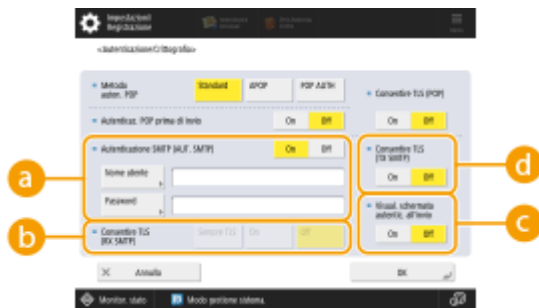 Impostazioni/
Registrazione
<Autenticazione/Crittografia>
Metodo
auten. POP
Standard
APOP
POP AUTH
Consentire TLS (POP)
On
Off
Autenticaz. POP prima di invio
On
Off
Autenticazione SMTP (AUT. SMTP)
On
Off
Nome utente
Password
Consentire TLS
(TX SMTP)
On
Off
Visual. schermata
autentic. all'invio
On
Off
Consentire TLS
(RX SMTP)
Sempre TLS
On
Off
a
b
c
d
Annulla
OK
Monitor. stato
Modo gestione sistema.